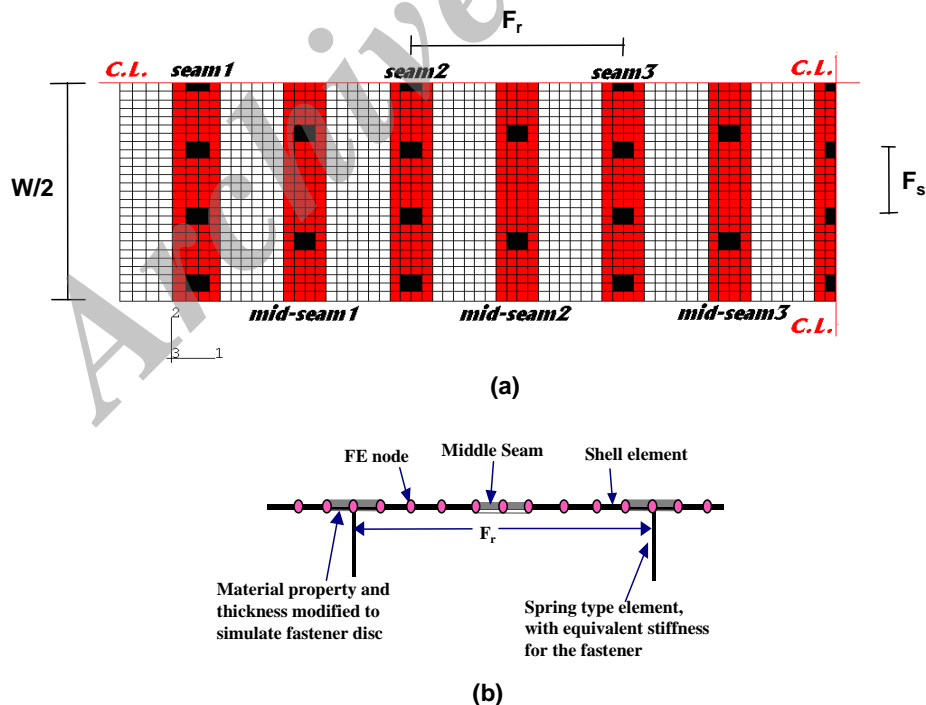 Fr
C.L. seam1 seam2 seam3 C.L.
W/2
Fs
mid-seam1 mid-seam2 mid-seam3
C.L.
2
3 1
(a)
FE node
Middle Seam
Shell element
Fr
Material property and
thickness modified to
simulate fastener disc
Spring type element,
with equivalent stiffness
for the fastener
(b)
Archive